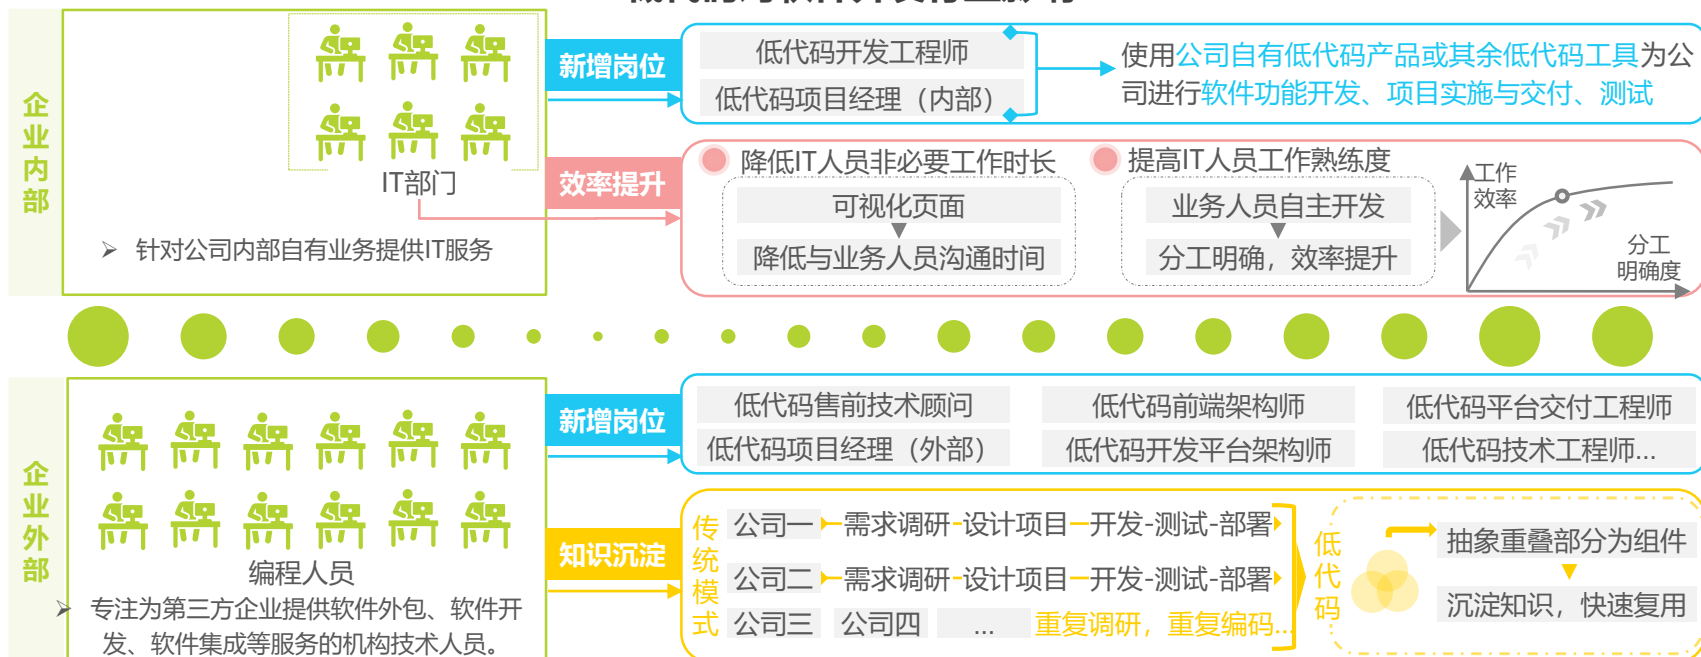 企业内部
IT部门
➢ 针对公司内部自有业务提供IT服务
新增岗位
低代码开发工程师
低代码项目经理（内部）
使用公司自有低代码产品或其余低代码工具为公
司进行软件功能开发、项目实施与交付、测试
效率提升
降低IT人员非必要工作时长
可视化页面
降低与业务人员沟通时间
提高IT人员工作熟练度
业务人员自主开发
分工明确，效率提升
工作
效率
分工
明确度
企业外部
编程人员
➢ 专注为第三方企业提供软件外包、软件开
发、软件集成等服务的机构技术人员。
新增岗位
低代码售前技术顾问
低代码前端架构师
低代码平台交付工程师
低代码项目经理（外部）
低代码开发平台架构师
低代码技术工程师...
知识沉淀
传统模式
公司一 需求调研-设计项目-开发-测试-部署
公司二 需求调研-设计项目-开发-测试-部署
公司三 公司四 ... 重复调研，重复编码...
低代码
抽象重叠部分为组件
沉淀知识，快速复用